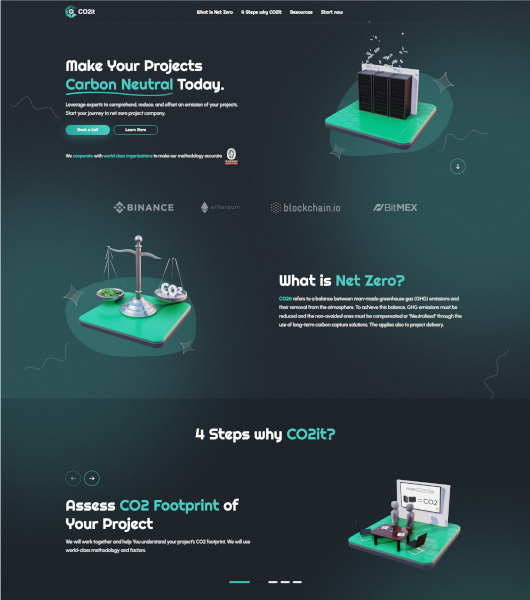 CO2it
What is Net Zero?
4 Steps why CO2it
Resources
Start now
Make Your Projects
Carbon Neutral Today.
Leverage experts to comprehend, reduce, and offset an emission of your projects.
Start your journey to net zero project company.
Book a Call
Learn More
We cooperate with world class organizations to make our methodology accurate
BINANCE
ethereum
blockchain.io
BitMEX
CO2
What is Net Zero?
CO2it refers to a balance between man-made greenhouse gas (GHG) emissions and
their removal from the atmosphere. To achieve this balance, GHG emissions must be
reduced and the non-avoided ones must be compensated or "Neutralized" through the
use of long-term carbon capture solutions. The applies also to project delivery.
4 Steps why CO2it?
Assess CO2 Footprint of
Your Project
We will work together and help You understand your project's CO2 footprint. We will use
world-class methodology and factors.
= CO2